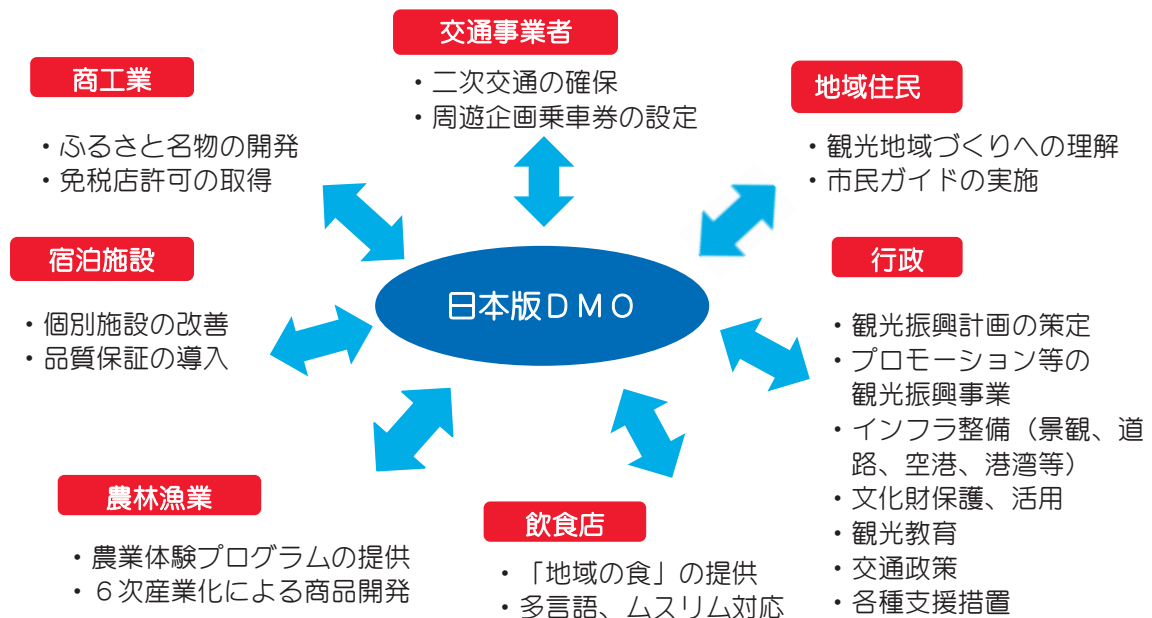 交通事業者
・二次交通の確保
・周遊企画乗車券の設定
商工業
・ふるさと名物の開発
・免税店許可の取得
地域住民
・観光地域づくりへの理解
・市民ガイドの実施
宿泊施設
・個別施設の改善
・品質保証の導入
日本版ＤＭＯ
行政
・観光振興計画の策定
・プロモーション等の
観光振興事業
・インフラ整備（景観、道
路、空港、港湾等）
・文化財保護、活用
・観光教育
・交通政策
・各種支援措置
農林漁業
・農業体験プログラムの提供
・６次産業化による商品開発
飲食店
・「地域の食」の提供
・多言語、ムスリム対応